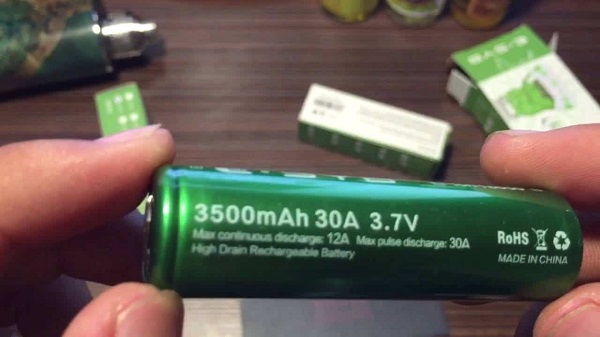 3500mAh 30A 3.7V
Max continuous discharge: 12A Max pulse discharge: 30A
High Drain Rechargeable Battery
RoHS
MADE IN CHINA